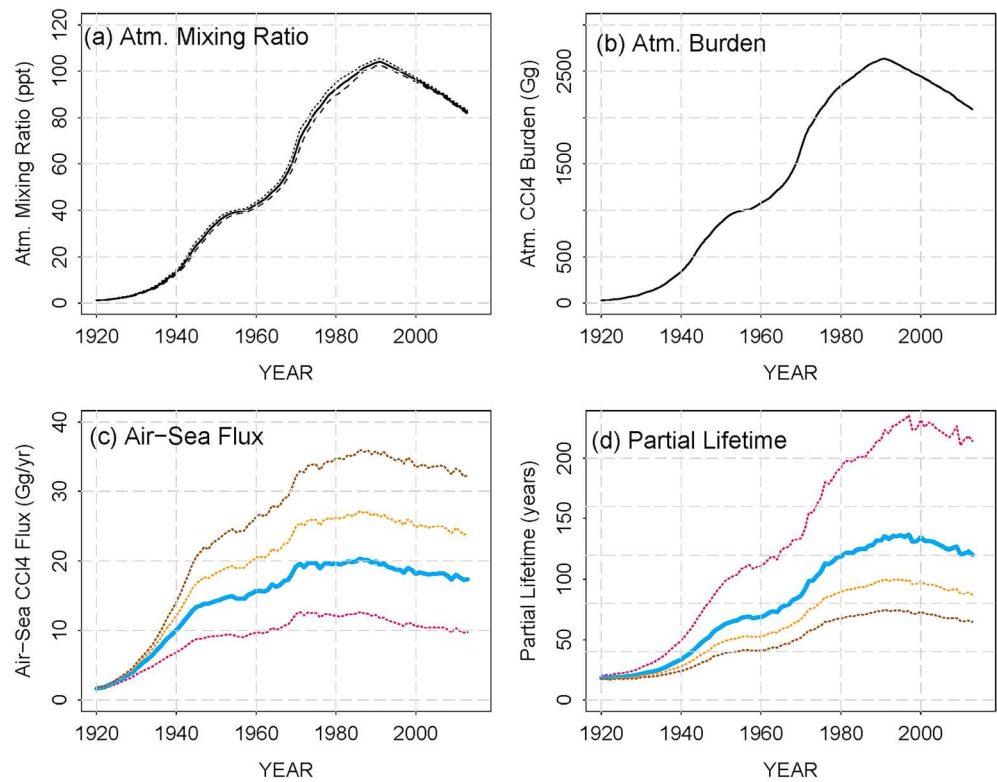 (a) Atm. Mixing Ratio
Atm. Mixing Ratio (ppt)
0 20 40 60 80 100 120
1920 1940 1960 1980 2000
YEAR
(b) Atm. Burden
Atm. CCl4 Burden (Gg)
0 500 1500 2500
1920 1940 1960 1980 2000
YEAR
(c) Air−Sea Flux
Air−Sea CCl4 Flux (Gg/yr)
0 10 20 30 40
1920 1940 1960 1980 2000
YEAR
(d) Partial Lifetime
Partial Lifetime (years)
0 50 100 150 200
1920 1940 1960 1980 2000
YEAR